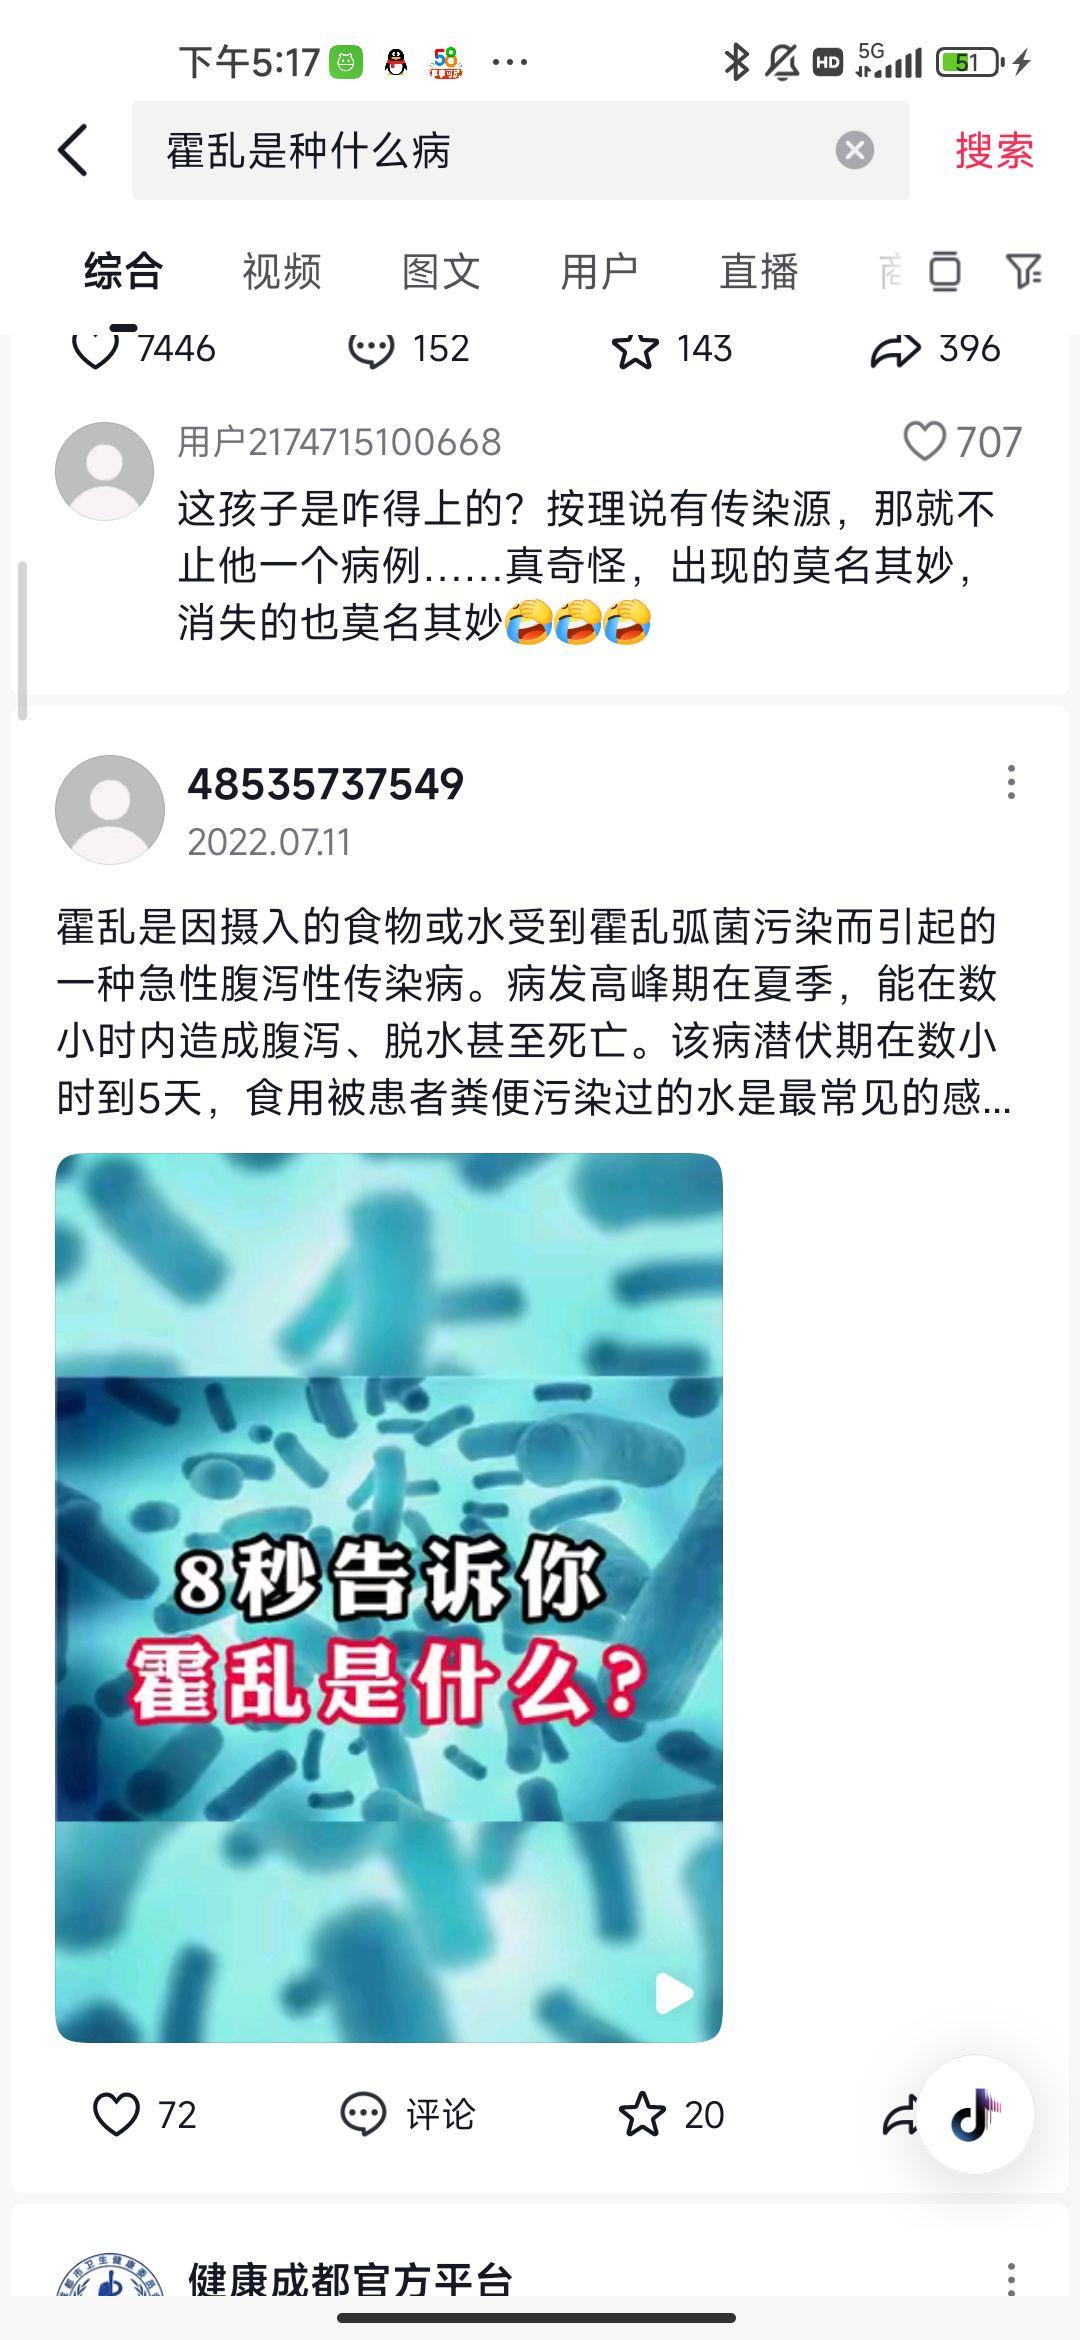 下午5:17
58
HD
5G
51
霍乱是种什么病
搜索
综合
视频
图文
用户
直播
7446
152
143
396
用户2174715100668
707
这孩子是咋得上的？按理说有传染源，那就不
止他一个病例……真奇怪，出现的莫名其妙，
消失的也莫名其妙
48535737549
2022.07.11
霍乱是因摄入的食物或水受到霍乱弧菌污染而引起的
一种急性腹泻性传染病。病发高峰期在夏季，能在数
小时内造成腹泻、脱水甚至死亡。该病潜伏期在数小
时到5天，食用被患者粪便污染过的水是最常见的感...
8秒告诉你
霍乱是什么?
72
评论
20
健康成都官方平台